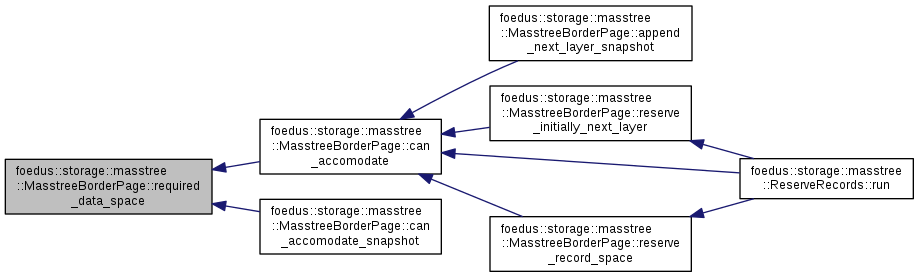 foedus::storage::masstree
::MasstreeBorderPage::required
_data_space
foedus::storage::masstree
::MasstreeBorderPage::can
_accomodate
foedus::storage::masstree
::MasstreeBorderPage::can
_accomodate_snapshot
foedus::storage::masstree
::MasstreeBorderPage::append
_next_layer_snapshot
foedus::storage::masstree
::MasstreeBorderPage::reserve
_initially_next_layer
foedus::storage::masstree
::MasstreeBorderPage::reserve
_record_space
foedus::storage::masstree
::ReserveRecords::run